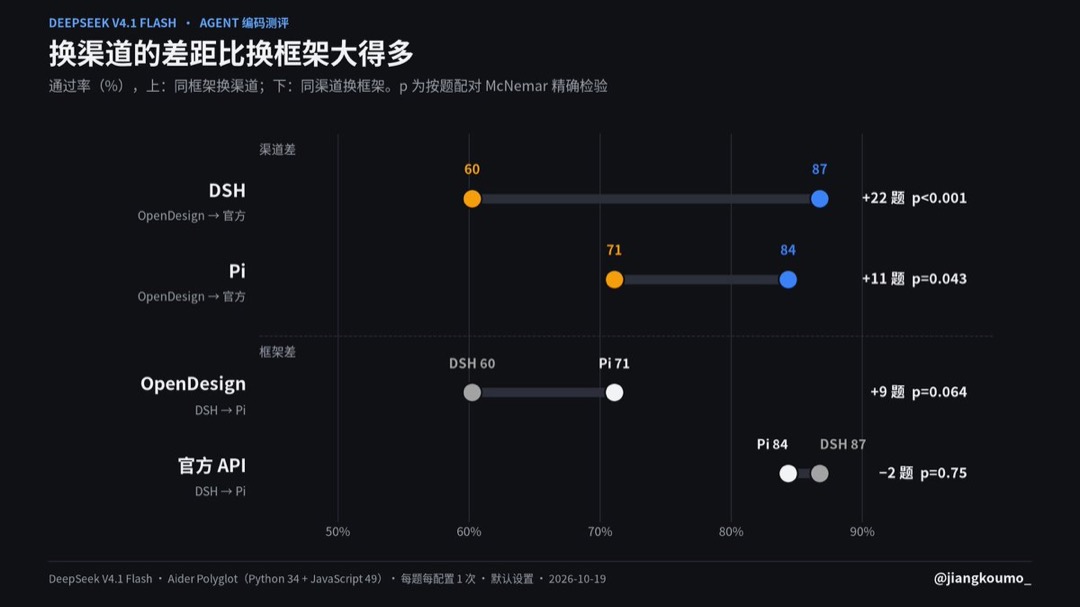 DEEPSEEK V4.1 FLASH · AGENT 编码测评
换渠道的差距比换框架大得多
通过率（%），上：同框架换渠道；下：同渠道换框架。p 为按题配对 McNemar 精确检验
渠道差
60
87
DSH
+22 题 p<0.001
OpenDesign → 官方
71
84
Pi
+11 题 p=0.043
OpenDesign → 官方
框架差
DSH 60
Pi 71
OpenDesign
+9 题 p=0.064
DSH → Pi
Pi 84
DSH 87
官方 API
−2 题 p=0.75
DSH → Pi
50%
60%
70%
80%
90%
DeepSeek V4.1 Flash · Aider Polyglot（Python 34 + JavaScript 49） · 每题每配置 1 次 · 默认设置 · 2026-10-19
@jiangkoumo_